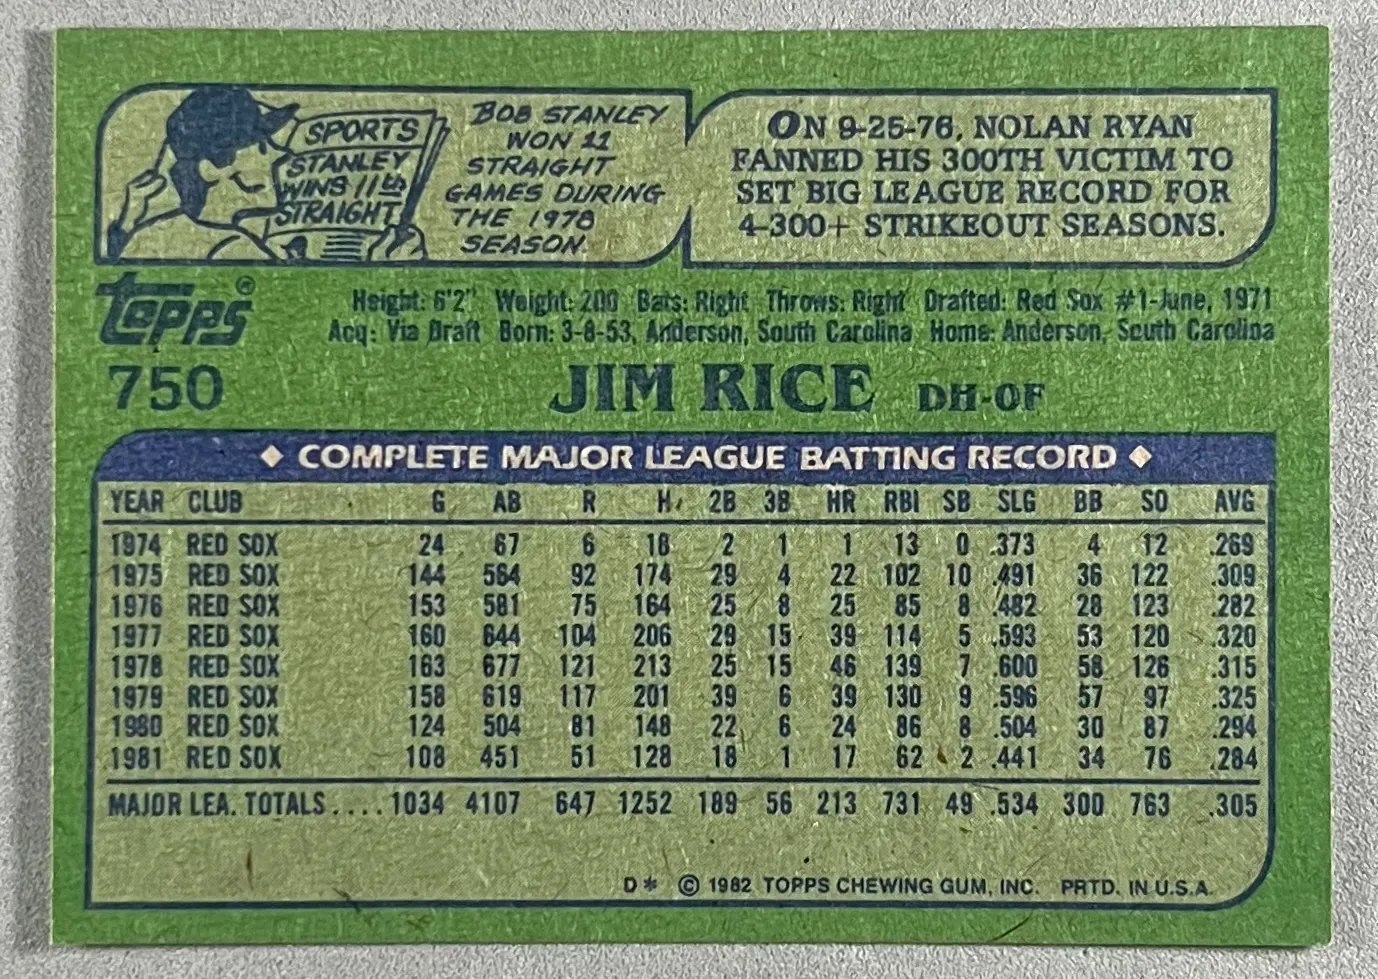 SPORTS
STANLEY
WINS 11th
STRAIGHT
BOB STANLEY
WON 11
STRAIGHT
GAMES DURING
THE 1978
SEASON
ON 9-25-76, NOLAN RYAN
FANNED HIS 300TH VICTIM TO
SET BIG LEAGUE RECORD FOR
4-300+ STRIKEOUT SEASONS.
Topps®
Height: 6'2" Weight: 200 Bats: Right Throws: Right Drafted: Red Sox #1-June, 1971
Acq: Via Draft Born: 3-8-53, Anderson, South Carolina Home: Anderson, South Carolina
750 JIM RICE DH-OF
♦ COMPLETE MAJOR LEAGUE BATTING RECORD ♦
YEAR CLUB G AB R H 2B 3B HR RBI SB SLG BB SO AVG
1974 RED SOX 24 67 6 18 2 1 1 13 0 .373 4 12 .269
1975 RED SOX 144 564 92 174 29 4 22 102 10 .491 36 122 .309
1976 RED SOX 153 581 75 164 25 8 25 85 8 .482 28 123 .282
1977 RED SOX 160 644 104 206 29 15 39 114 5 .593 53 120 .320
1978 RED SOX 163 677 121 213 25 15 46 139 7 .600 58 126 .315
1979 RED SOX 158 619 117 201 39 6 39 130 9 .596 57 97 .325
1980 RED SOX 124 504 81 148 22 6 24 86 8 .504 30 87 .294
1981 RED SOX 108 451 51 128 18 1 17 62 2 .441 34 76 .284
MAJOR LEA. TOTALS .... 1034 4107 647 1252 189 56 213 731 49 .534 300 763 .305
D* © 1982 TOPPS CHEWING GUM, INC. PRTD. IN U.S.A.